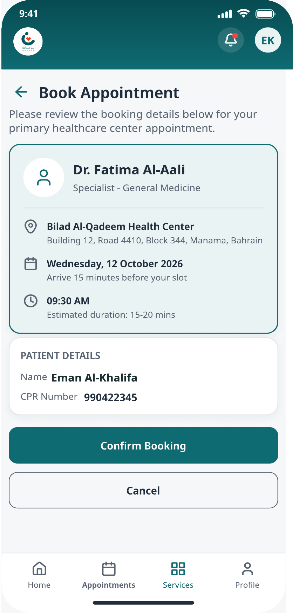 9:41
EK
Book Appointment
Please review the booking details below for your
primary healthcare center appointment.
Dr. Fatima Al-Aali
Specialist - General Medicine
Bilad Al-Qadeem Health Center
Building 12, Road 4410, Block 344, Manama, Bahrain
Wednesday, 12 October 2026
Arrive 15 minutes before your slot
09:30 AM
Estimated duration: 15-20 mins
PATIENT DETAILS
Name Eman Al-Khalifa
CPR Number 990422345
Confirm Booking
Cancel
Home Appointments Services Profile